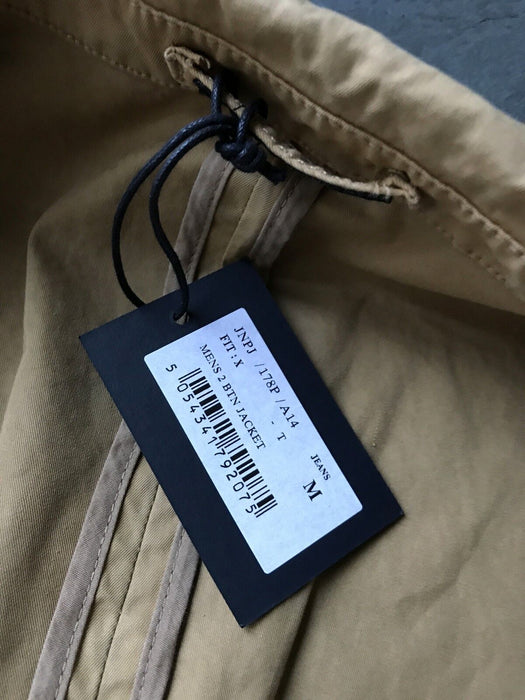 JNPJ /178P / A14
FIT : X - T
MENS 2 BTN JACKET
5 054341 792075
JEANS
M